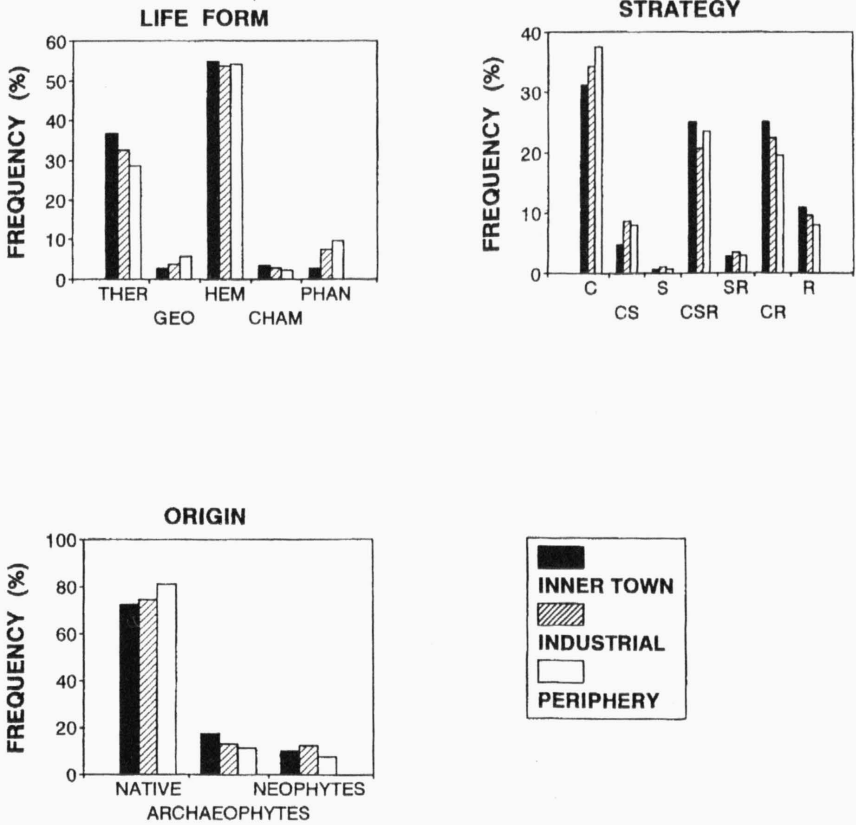 LIFE FORM
FREQUENCY (%)
60
50
40
30
20
10
0
THER HEM PHAN
GEO CHAM
STRATEGY
FREQUENCY (%)
40
30
20
10
0
C S SR R
CS CSR CR
ORIGIN
FREQUENCY (%)
100
80
60
40
20
0
NATIVE NEOPHYTES
ARCHAEOPHYTES
INNER TOWN
INDUSTRIAL
PERIPHERY